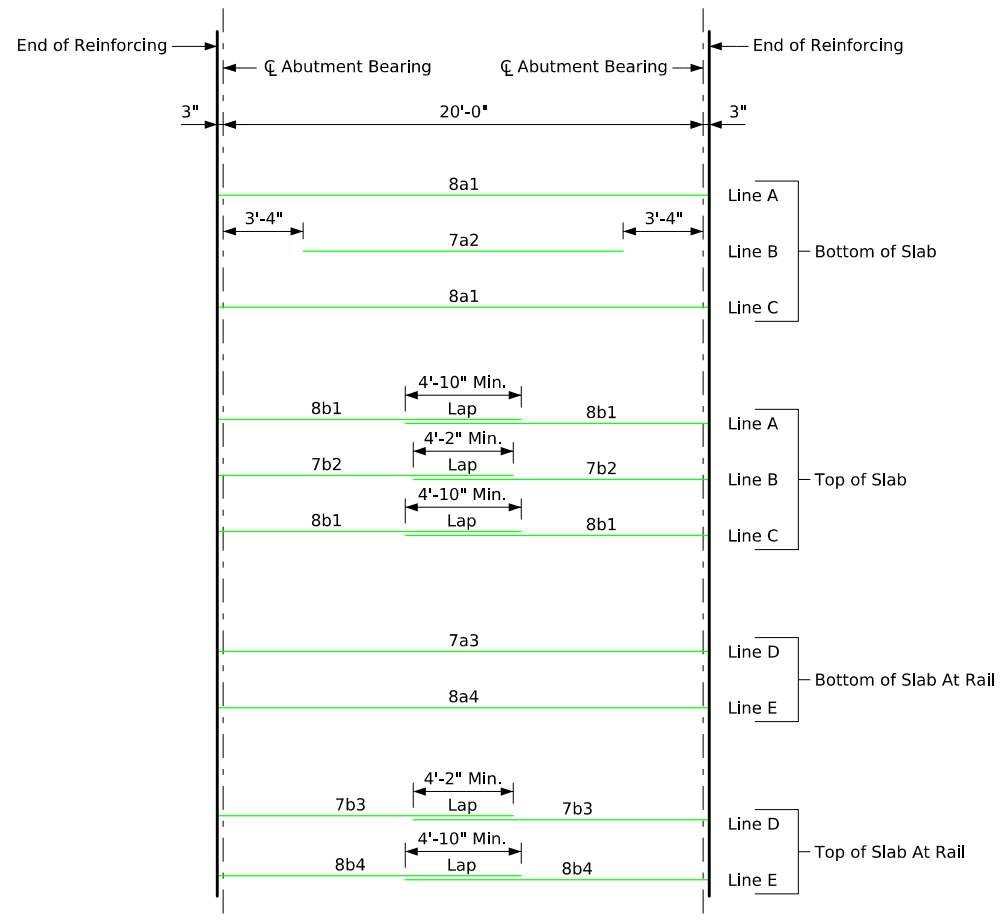 End of Reinforcing
End of Reinforcing
℄ Abutment Bearing
℄ Abutment Bearing
3"
20'-0"
3"
8a1
Line A
3'-4"
3'-4"
7a2
Line B
Bottom of Slab
8a1
Line C
4'-10" Min.
8b1
Lap
8b1
Line A
4'-2" Min.
7b2
Lap
7b2
Line B
Top of Slab
4'-10" Min.
8b1
Lap
8b1
Line C
7a3
Line D
Bottom of Slab At Rail
8a4
Line E
4'-2" Min.
7b3
Lap
7b3
Line D
4'-10" Min.
Top of Slab At Rail
8b4
Lap
8b4
Line E